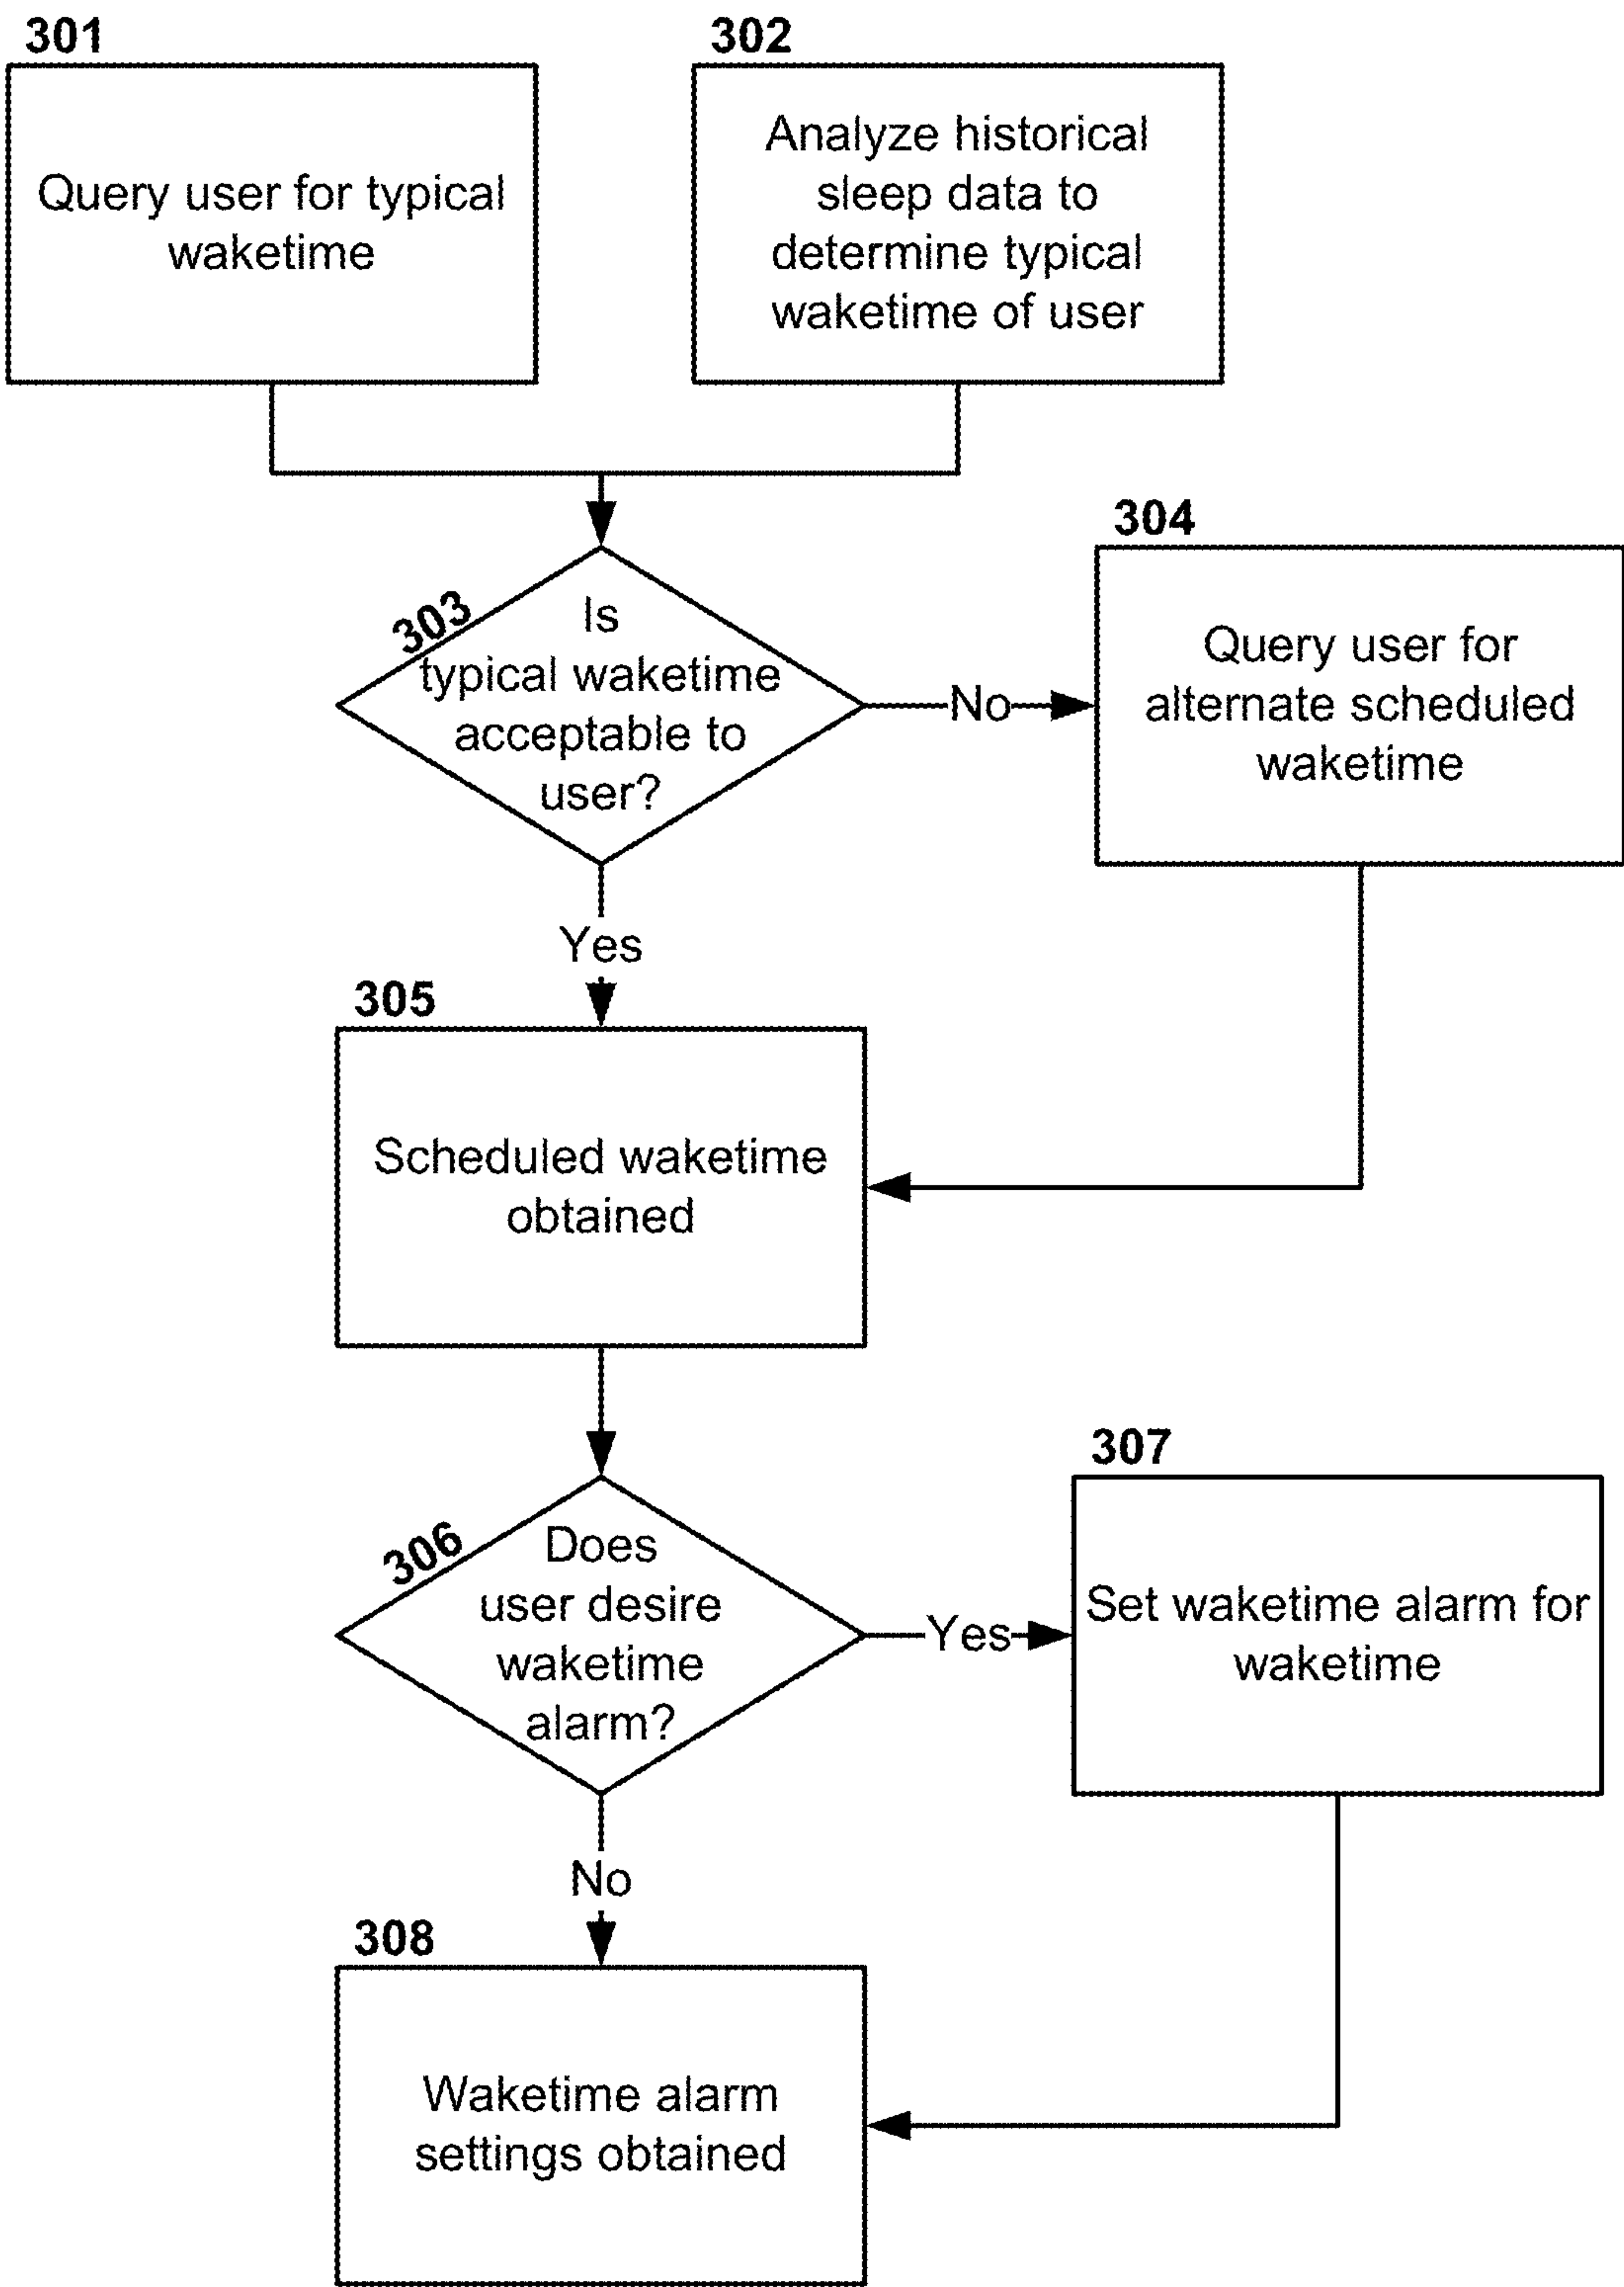 301
Query user for typical
waketime
302
Analyze historical
sleep data to
determine typical
waketime of user
303
Is
typical waketime
acceptable to
user?
No
304
Query user for
alternate scheduled
waketime
Yes
305
Scheduled waketime
obtained
306
Does
user desire
waketime
alarm?
Yes
307
Set waketime alarm for
waketime
No
308
Waketime alarm
settings obtained